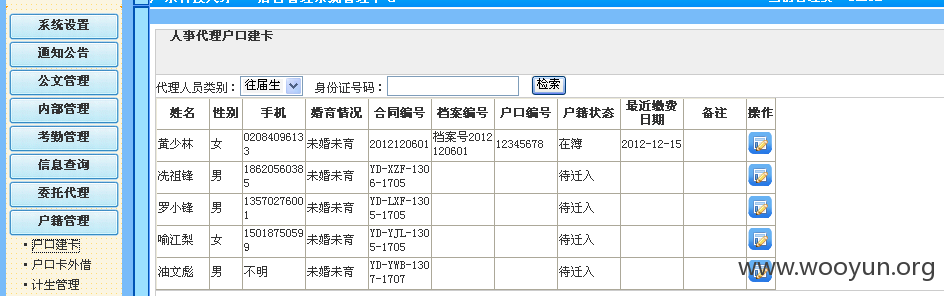 系统设置
通知公告
公文管理
内部管理
考勤管理
信息查询
委托代理
户籍管理
户口建卡
户口卡外借
计生管理
人事代理户口建卡
代理人员类别： 往届生 身份证号码： 检索
姓名 性别 手机 婚育情况 合同编号 档案编号 户口编号 户籍状态 最近缴费日期 备注 操作
黄少林 女 02084096133 未婚未育 2012120601 档案号2012120601 12345678 在簿 2012-12-15
冼祖锋 男 18620560385 未婚未育 YD-XZF-1306-1705 待迁入
罗小锋 男 13570276001 未婚未育 YD-LXF-1305-1705 待迁入
喻江梨 女 15018750599 未婚未育 YD-YJL-1305-1705 待迁入
油文彪 男 不明 未婚未育 YD-YWB-1307-1707 待迁入
www.wooyun.org